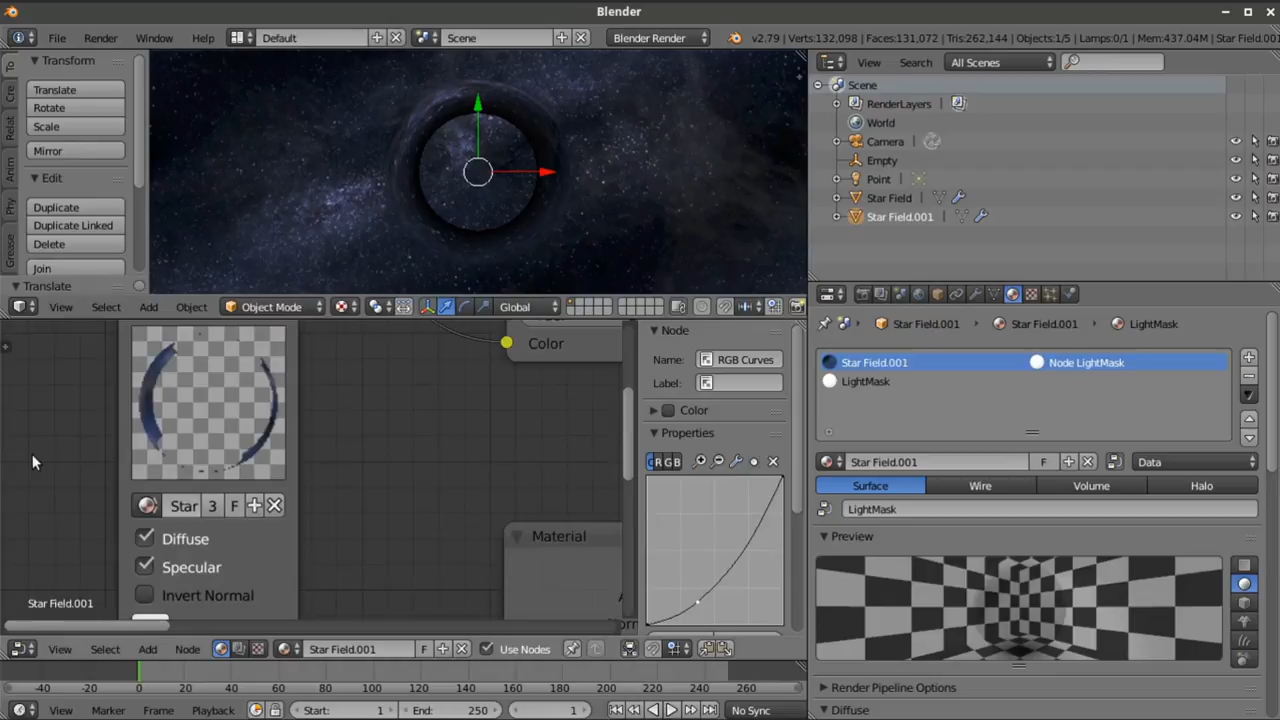 Blender
File Render Window Help Default Scene Blender Render v2.79 | Verts:132,098 | Faces:131,072 | Tris:262,144 | Objects:1/5 | Lamps:0/1 | Mem:437.04M | Star Field.001
Transform
Translate
Rotate
Scale
Mirror
Edit
Duplicate
Duplicate Linked
Delete
Join
Translate
To
Cre
Relat
Anim
Phy
Grease
View Select Add Object Object Mode Global
View Search All Scenes
Scene
RenderLayers |
World
Camera
Empty
Point
Star Field
Star Field.001
Color
Star 3 F
Diffuse
Specular
Invert Normal
Star Field.001
Material
Node
Name: RGB Curves
Label:
Color
Properties
C R G B
View Select Add Node Star Field.001 F Use Nodes
Star Field.001 Star Field.001 LightMask
Star Field.001 Node LightMask
LightMask
Star Field.001 F Data
Surface Wire Volume Halo
LightMask
Preview
Render Pipeline Options
Diffuse
-40 -20 0 20 40 60 80 100 120 140 160 180 200 220 240 260
View Marker Frame Playback Start: 1 End: 250 1 No Sync